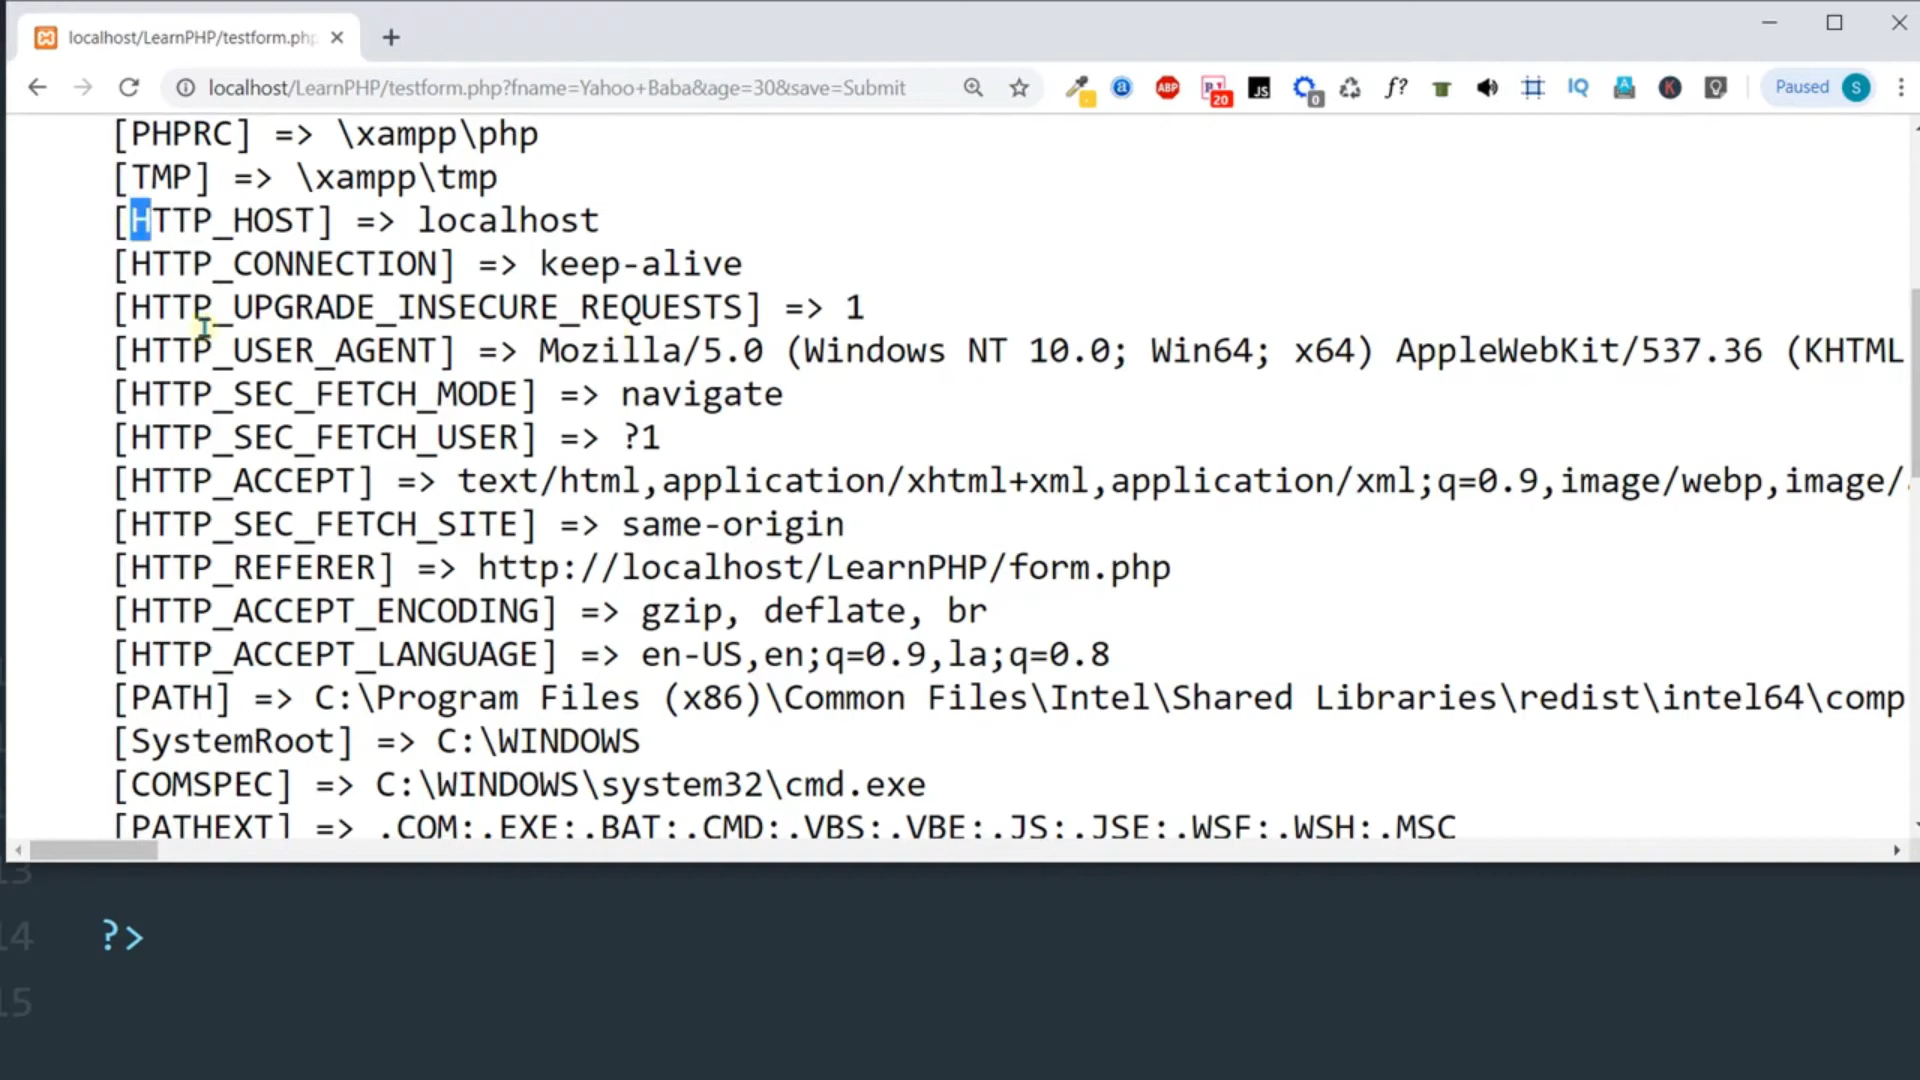 localhost/LearnPHP/testform.php
localhost/LearnPHP/testform.php?fname=Yahoo+Baba&age=30&save=Submit
ABP
20
JS
0
f?
IQ
K
Paused
S
[PHPRC] => \xampp\php
[TMP] => \xampp\tmp
[HTTP_HOST] => localhost
[HTTP_CONNECTION] => keep-alive
[HTTP_UPGRADE_INSECURE_REQUESTS] => 1
[HTTP_USER_AGENT] => Mozilla/5.0 (Windows NT 10.0; Win64; x64) AppleWebKit/537.36 (KHTML
[HTTP_SEC_FETCH_MODE] => navigate
[HTTP_SEC_FETCH_USER] => ?1
[HTTP_ACCEPT] => text/html,application/xhtml+xml,application/xml;q=0.9,image/webp,image/
[HTTP_SEC_FETCH_SITE] => same-origin
[HTTP_REFERER] => http://localhost/LearnPHP/form.php
[HTTP_ACCEPT_ENCODING] => gzip, deflate, br
[HTTP_ACCEPT_LANGUAGE] => en-US,en;q=0.9,la;q=0.8
[PATH] => C:\Program Files (x86)\Common Files\Intel\Shared Libraries\redist\intel64\comp
[SystemRoot] => C:\WINDOWS
[COMSPEC] => C:\WINDOWS\system32\cmd.exe
[PATHEXT] => .COM;.EXE;.BAT;.CMD;.VBS;.VBE;.JS;.JSE;.WSF;.WSH;.MSC
13
14 ?>
15